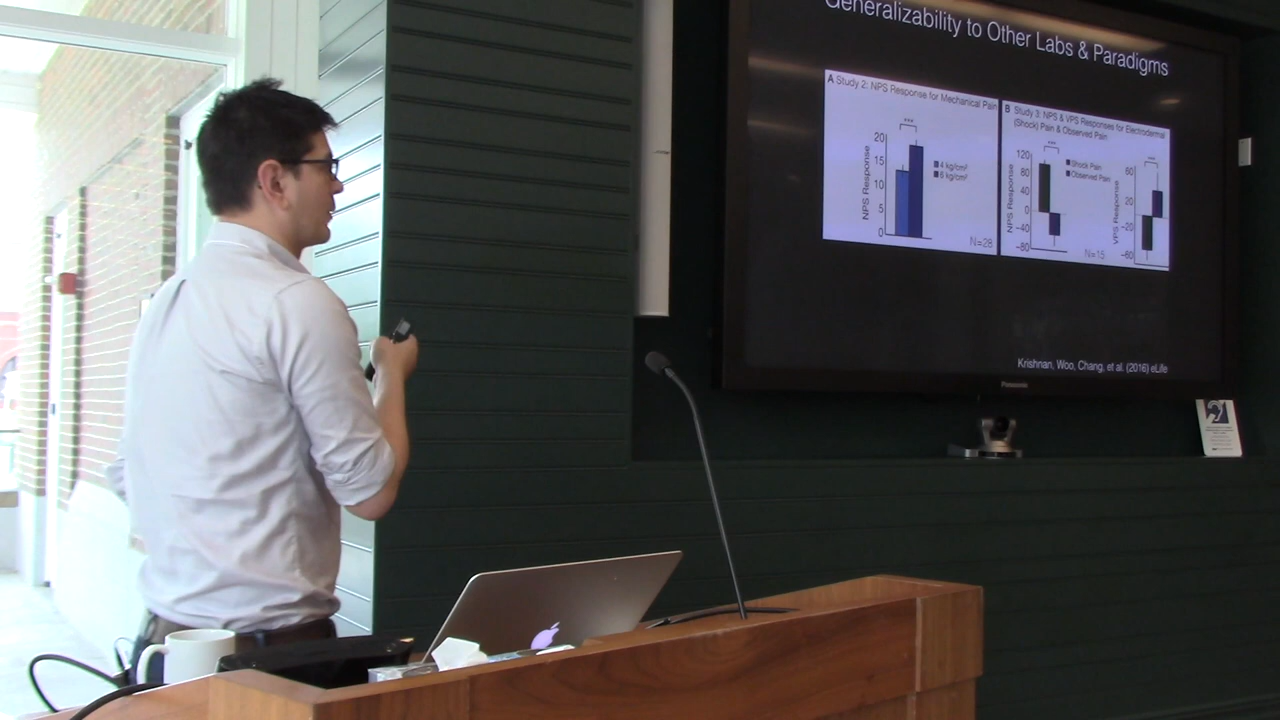 Generalizability to Other Labs & Paradigms
A Study 2: NPS Response for Mechanical Pain
NPS Response
20
15
10
5
0
***
4 kg/cm²
6 kg/cm²
N=28
B Study 3: NPS & VPS Responses for Electrodermal
(Shock) Pain & Observed Pain
NPS Response
120
80
40
0
-40
-80
***
Shock Pain
Observed Pain
N=15
VPS Response
60
20
-20
-60
***
Krishnan, Woo, Chang, et al. (2016) eLife
Panasonic